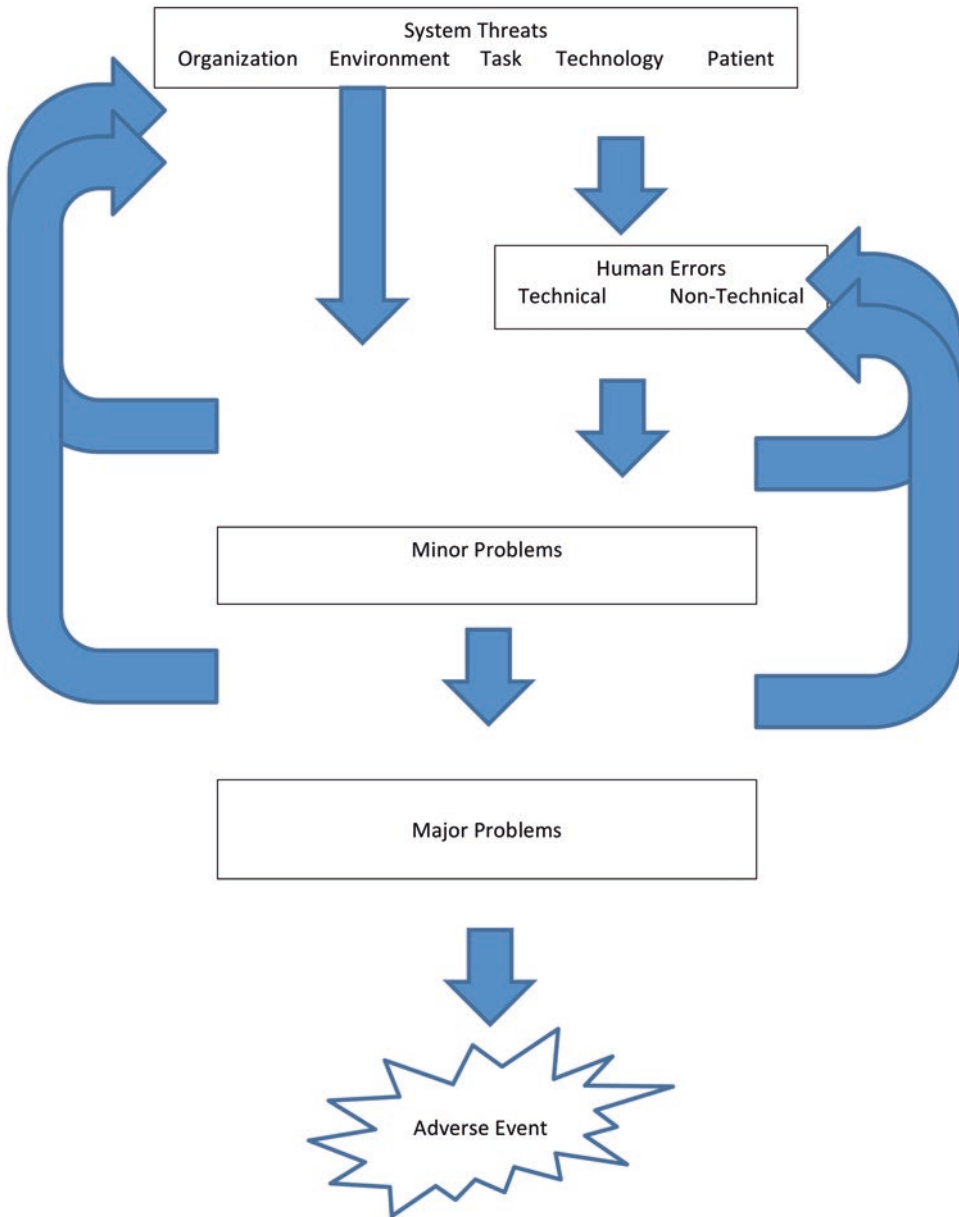 System Threats
Organization Environment Task Technology Patient
Human Errors
Technical Non-Technical
Minor Problems
Major Problems
Adverse Event